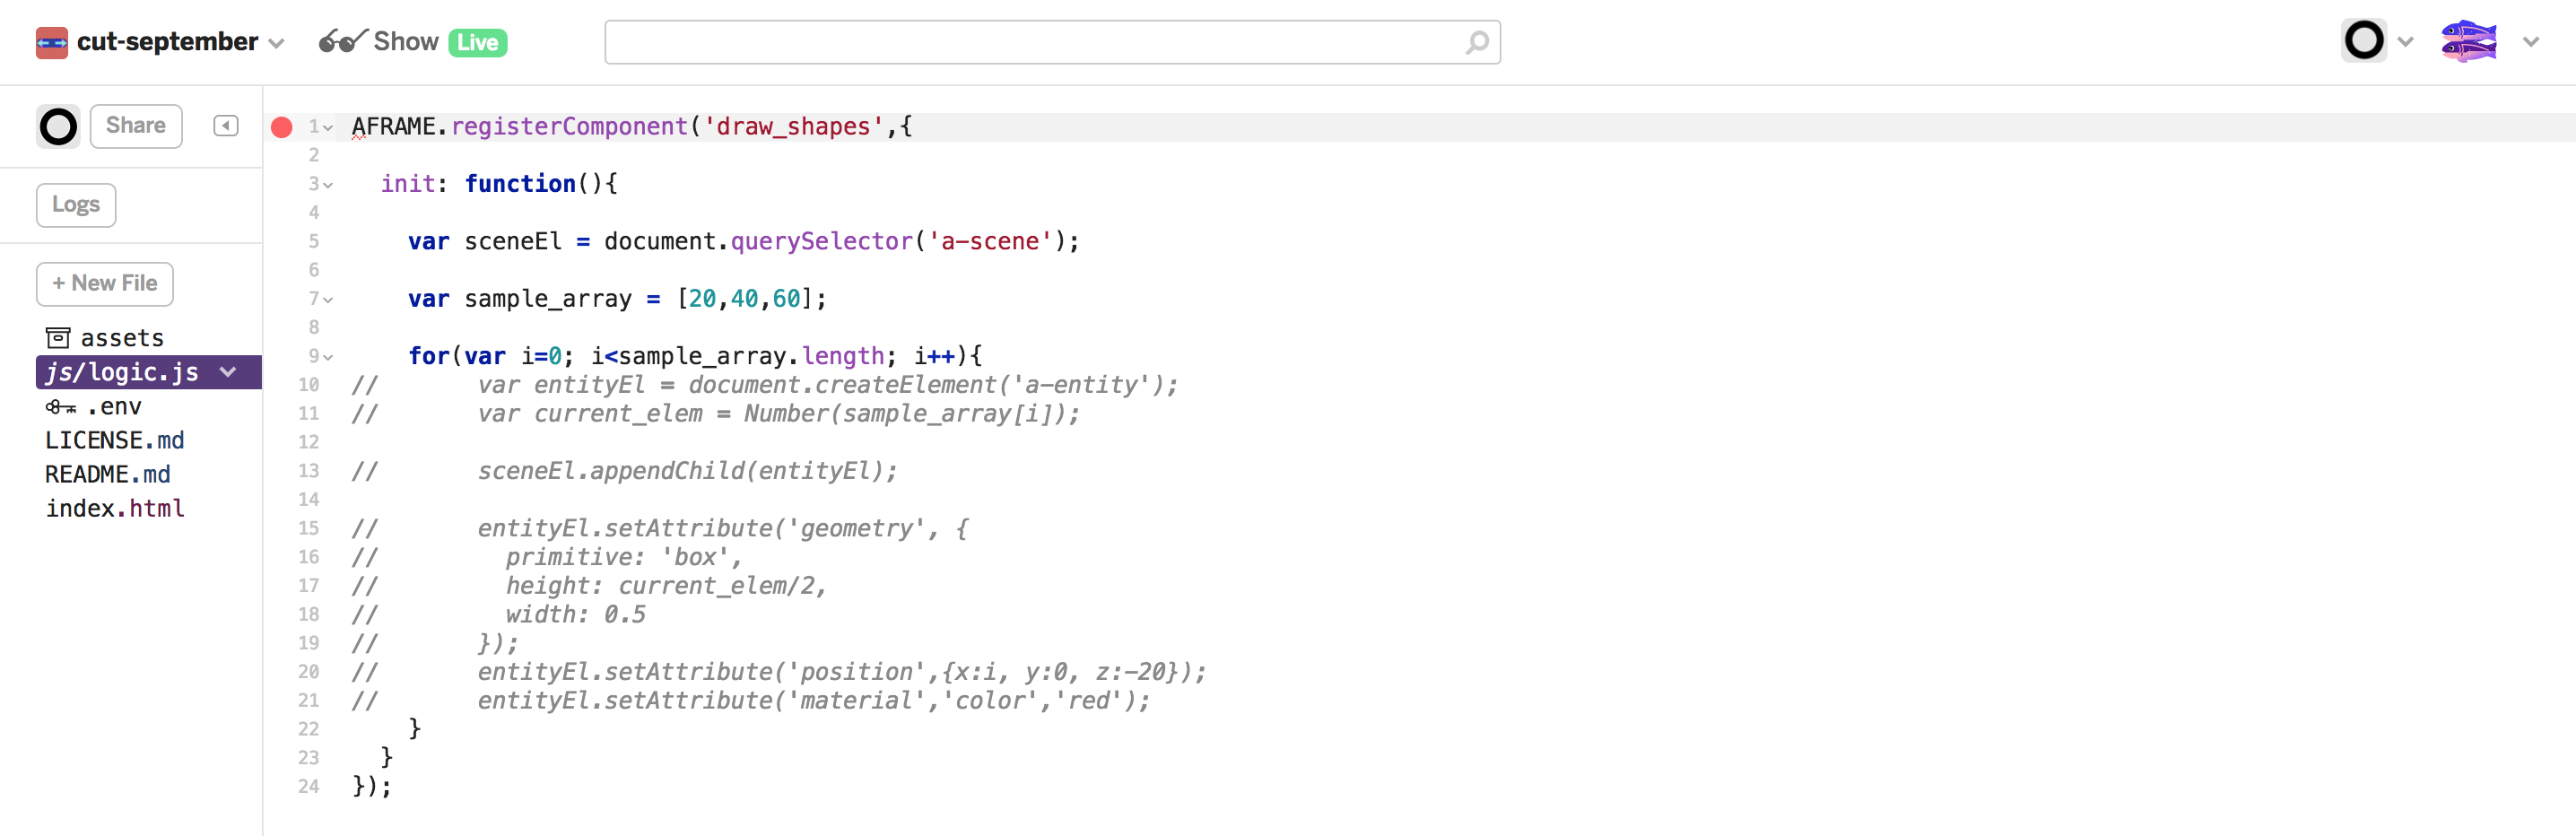 cut-september Show Live
Share
Logs
+ New File
assets
js/logic.js
.env
LICENSE.md
README.md
index.html
1 AFRAME.registerComponent('draw_shapes',{
2
3 init: function(){
4
5 var sceneEl = document.querySelector('a-scene');
6
7 var sample_array = [20,40,60];
8
9 for(var i=0; i<sample_array.length; i++){
10 // var entityEl = document.createElement('a-entity');
11 // var current_elem = Number(sample_array[i]);
12
13 // sceneEl.appendChild(entityEl);
14
15 // entityEl.setAttribute('geometry', {
16 // primitive: 'box',
17 // height: current_elem/2,
18 // width: 0.5
19 // });
20 // entityEl.setAttribute('position',{x:i, y:0, z:-20});
21 // entityEl.setAttribute('material','color','red');
22 }
23 }
24 });